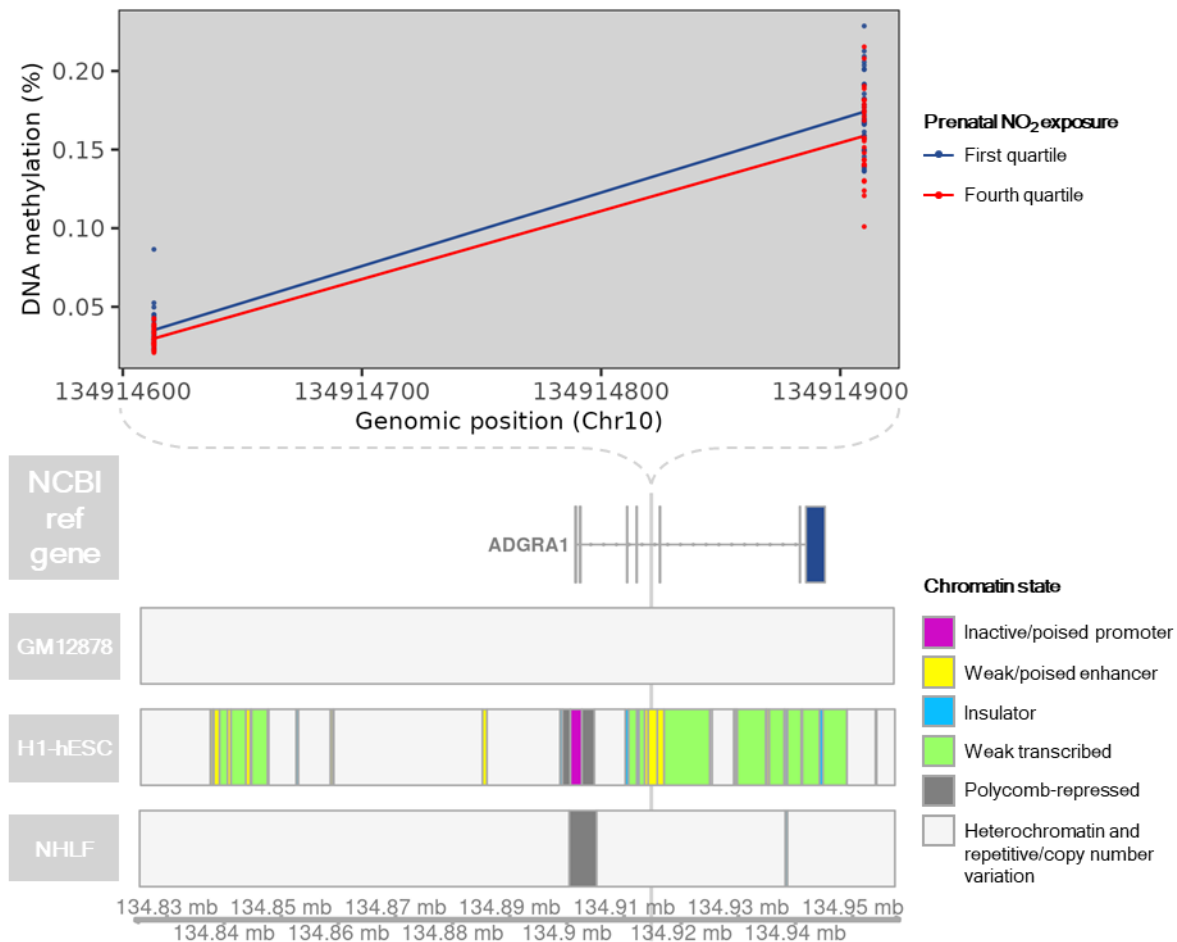 0.20
0.15
0.10
0.05
DNA methylation (%)
134914600 134914700 134914800 134914900
Genomic position (Chr10)
Prenatal NO2 exposure
First quartile
Fourth quartile
NCBI
ref
gene
ADGRA1
GM12878
H1-hESC
NHLF
Chromatin state
Inactive/poised promoter
Weak/poised enhancer
Insulator
Weak transcribed
Polycomb-repressed
Heterochromatin and
repetitive/copy number
variation
134.83 mb 134.85 mb 134.87 mb 134.89 mb 134.91 mb 134.93 mb 134.95 mb
134.84 mb 134.86 mb 134.88 mb 134.9 mb 134.92 mb 134.94 mb